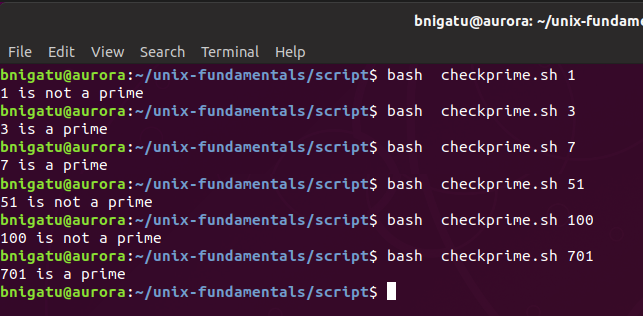 bnigatu@aurora: ~/unix-fundame
File Edit View Search Terminal Help
bnigatu@aurora:~/unix-fundamentals/script$ bash  checkprime.sh 1
1 is not a prime
bnigatu@aurora:~/unix-fundamentals/script$ bash  checkprime.sh 3
3 is a prime
bnigatu@aurora:~/unix-fundamentals/script$ bash  checkprime.sh 7
7 is a prime
bnigatu@aurora:~/unix-fundamentals/script$ bash  checkprime.sh 51
51 is not a prime
bnigatu@aurora:~/unix-fundamentals/script$ bash  checkprime.sh 100
100 is not a prime
bnigatu@aurora:~/unix-fundamentals/script$ bash  checkprime.sh 701
701 is a prime
bnigatu@aurora:~/unix-fundamentals/script$